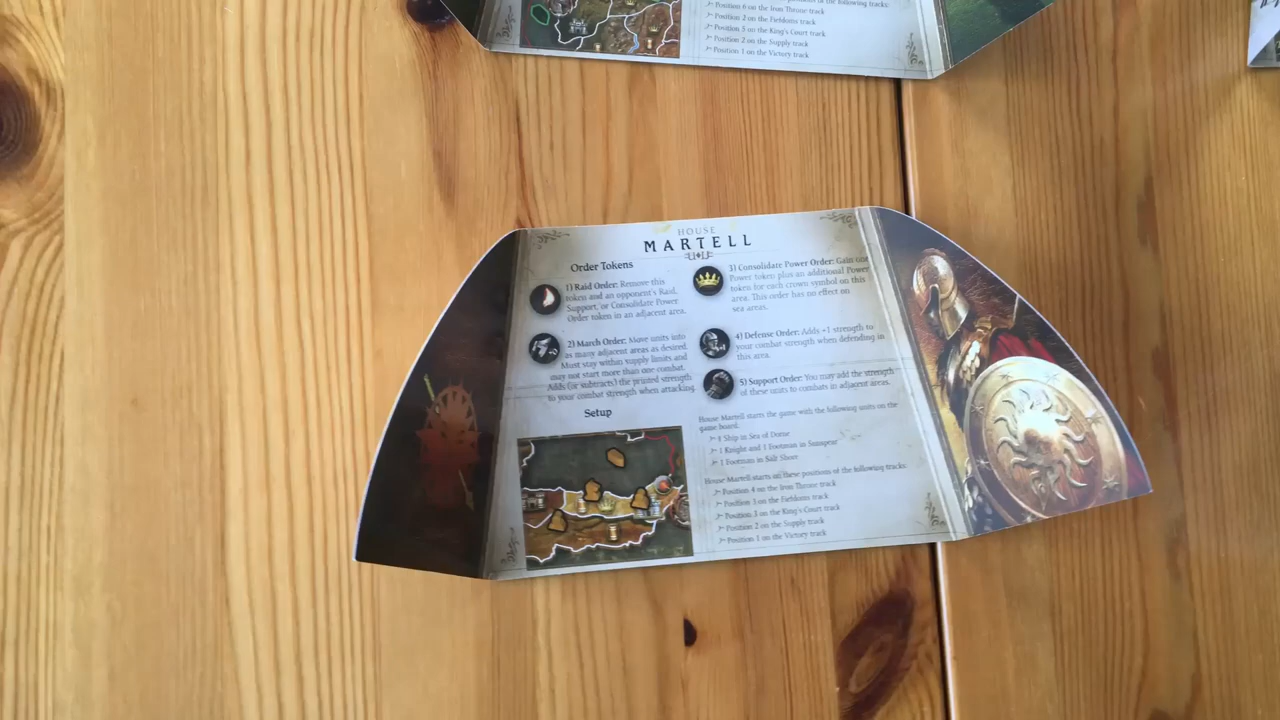 Position 6 on the Iron Throne track
Position 2 on the Fiefdoms track
Position 5 on the King's Court track
Position 2 on the Supply track
Position 1 on the Victory track
HOUSE
MARTELL
Order Tokens
1) Raid Order: Remove this
token and an opponent's Raid,
Support, or Consolidate Power
Order token in an adjacent area.
2) March Order: Move units into
as many adjacent areas as desired.
Must stay within supply limits and
may not start more than one combat.
Adds (or subtracts) the printed strength
to your combat strength when attacking.
3) Consolidate Power Order: Gain one
Power token plus an additional Power
token for each crown symbol on this
area. This order has no effect on
sea areas.
4) Defense Order: Adds +1 strength to
your combat strength when defending in
this area.
5) Support Order: You may add the strength
of these units to combats in adjacent areas.
Setup
House Martell starts the game with the following units on the
game board:
1 Ship in Sea of Dorne
1 Knight and 1 Footman in Sunspear
1 Footman in Salt Shore
House Martell starts on these positions of the following tracks:
Position 4 on the Iron Throne track
Position 3 on the Fiefdoms track
Position 3 on the King's Court track
Position 2 on the Supply track
Position 1 on the Victory track